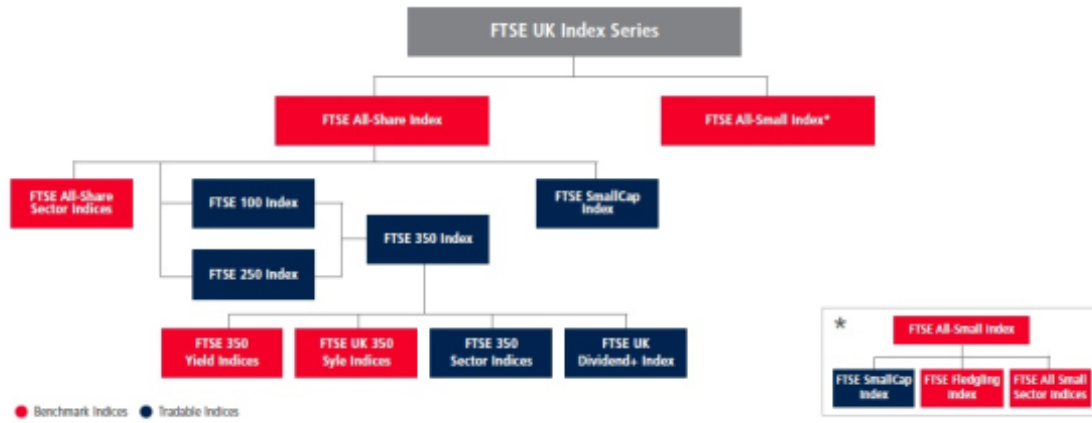 FTSE UK Index Series
FTSE All-Share Index
FTSE All-Small Index*
FTSE All-Share
Sector Indices
FTSE 100 Index
FTSE SmallCap
Index
FTSE 350 Index
FTSE 250 Index
FTSE 350
Yield Indices
FTSE UK 350
Syle Indices
FTSE 350
Sector Indices
FTSE UK
Dividend+ Index
*
FTSE All-Small Index
FTSE SmallCap
Index
FTSE Fledgling
Index
FTSE All Small
Sector Indices
Benchmark Indices
Tradable Indices